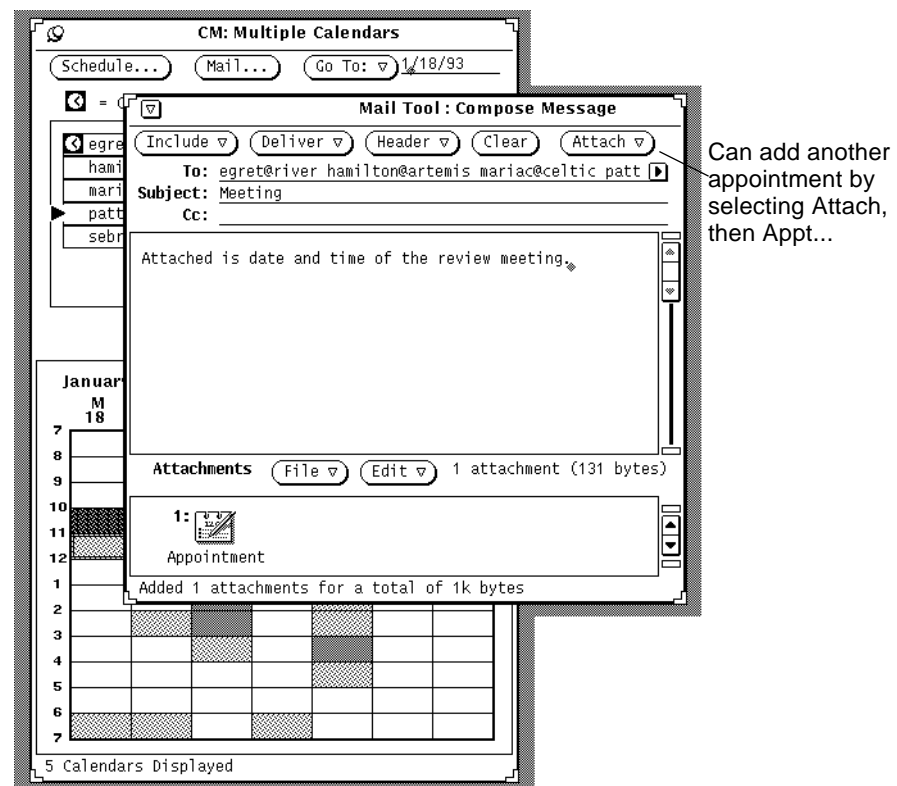 CM: Multiple Calendars
Schedule... Mail... Go To: 1/18/93
=
Mail Tool : Compose Message
Include Deliver Header Clear Attach
To: egret@river hamilton@artemis mariac@celtic patt
Subject: Meeting
Cc:
egre
hami
mari
patt
sebr
Attached is date and time of the review meeting.
Can add another
appointment by
selecting Attach,
then Appt...
Januar
M
18
7
8
9
10
11
12
1
2
3
4
5
6
7
Attachments File Edit 1 attachment (131 bytes)
1:
Appointment
Added 1 attachments for a total of 1k bytes
5 Calendars Displayed